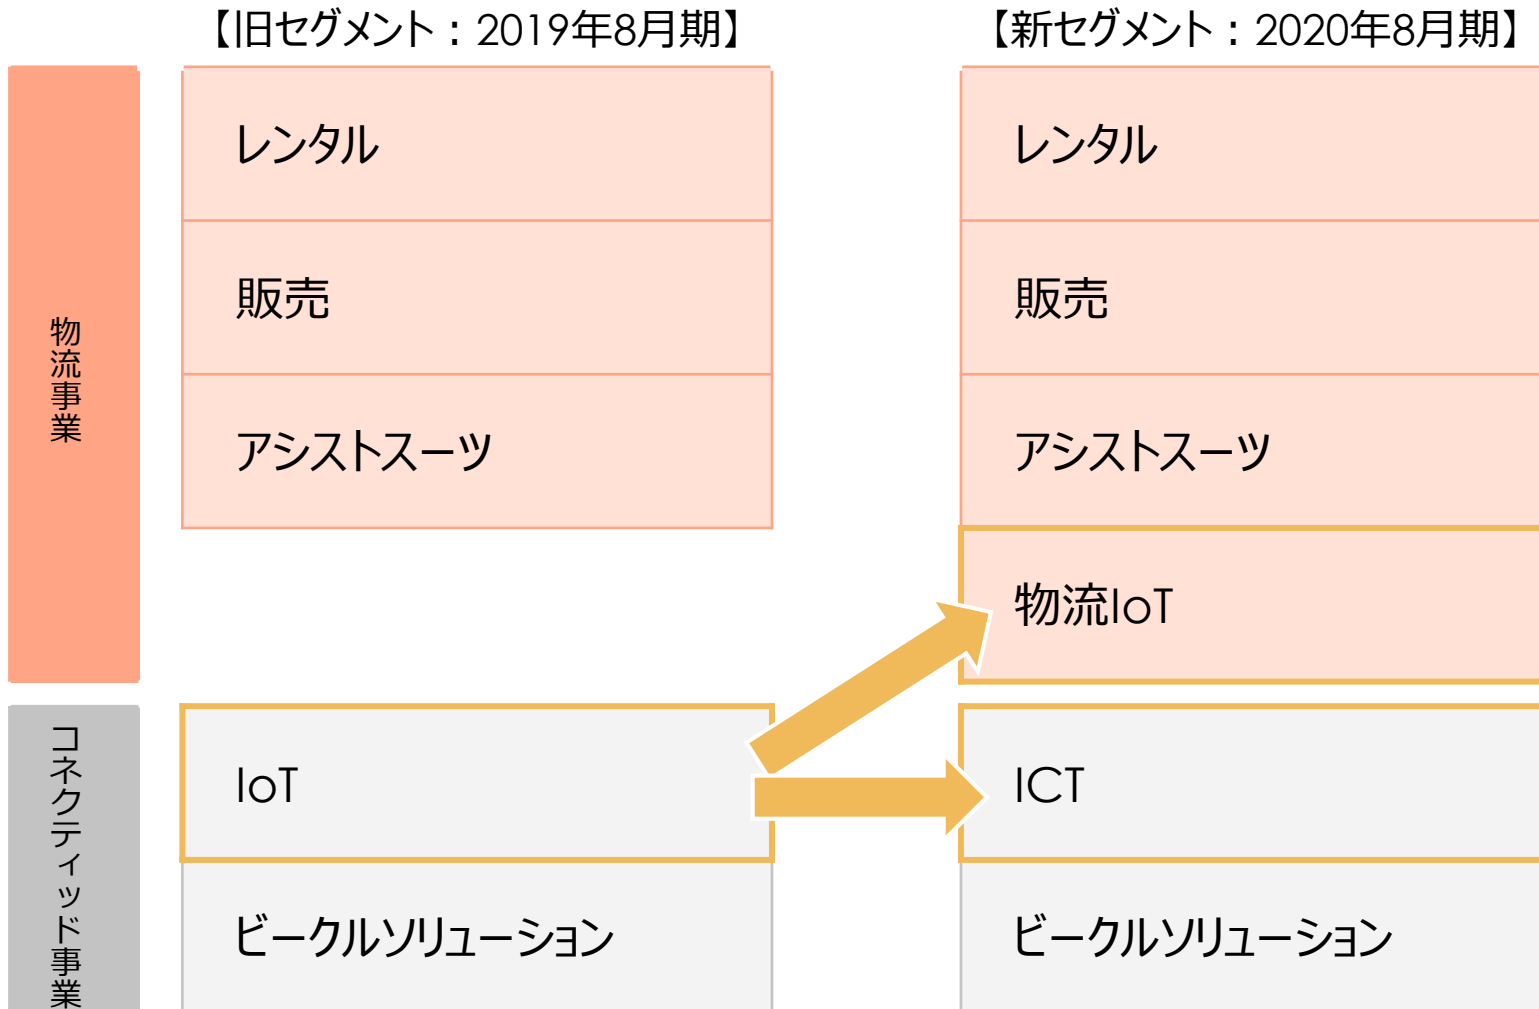 【旧セグメント：2019年8月期】
【新セグメント：2020年8月期】
物流事業
レンタル
レンタル
販売
販売
アシストスーツ
アシストスーツ
物流IoT
コネクティッド事業
IoT
ICT
ビークルソリューション
ビークルソリューション